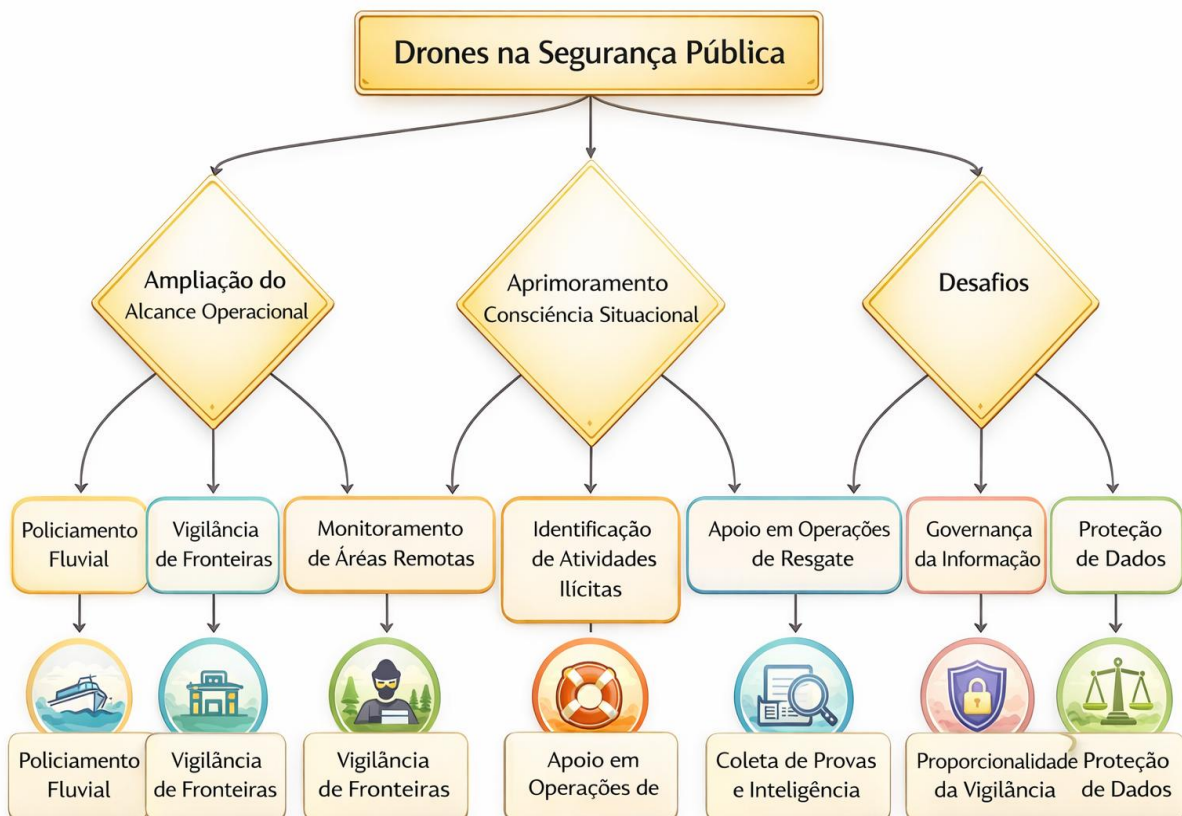 Drones na Segurança Pública
Ampliação do
Alcance Operacional
Aprimoramento
Consciéncia Situacional
Desafios
Policiamento
Fluvial
Vigilância
de Fronteiras
Monitoramento
de Áréas Remotas
Identificação
de Atividades
Ilícitas
Apoio em Operações
de Resgate
Governança
da Informação
Proteção
de Dados
Policiamento
Fluvial
Vigilância
de Fronteiras
Vigilância
de Fronteiras
Apoio em
Operações de
Coleta de Provas
e Inteligência
Proporcionalidade
da Vigilância
Proteção
de Dados